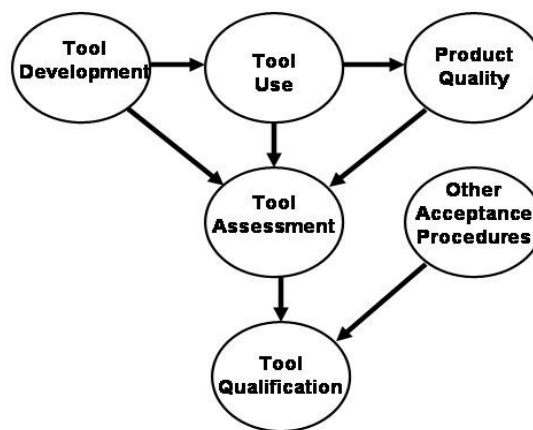 Tool
Development
Tool
Use
Product
Quality
Tool
Assessment
Other
Acceptance
Procedures
Tool
Qualification